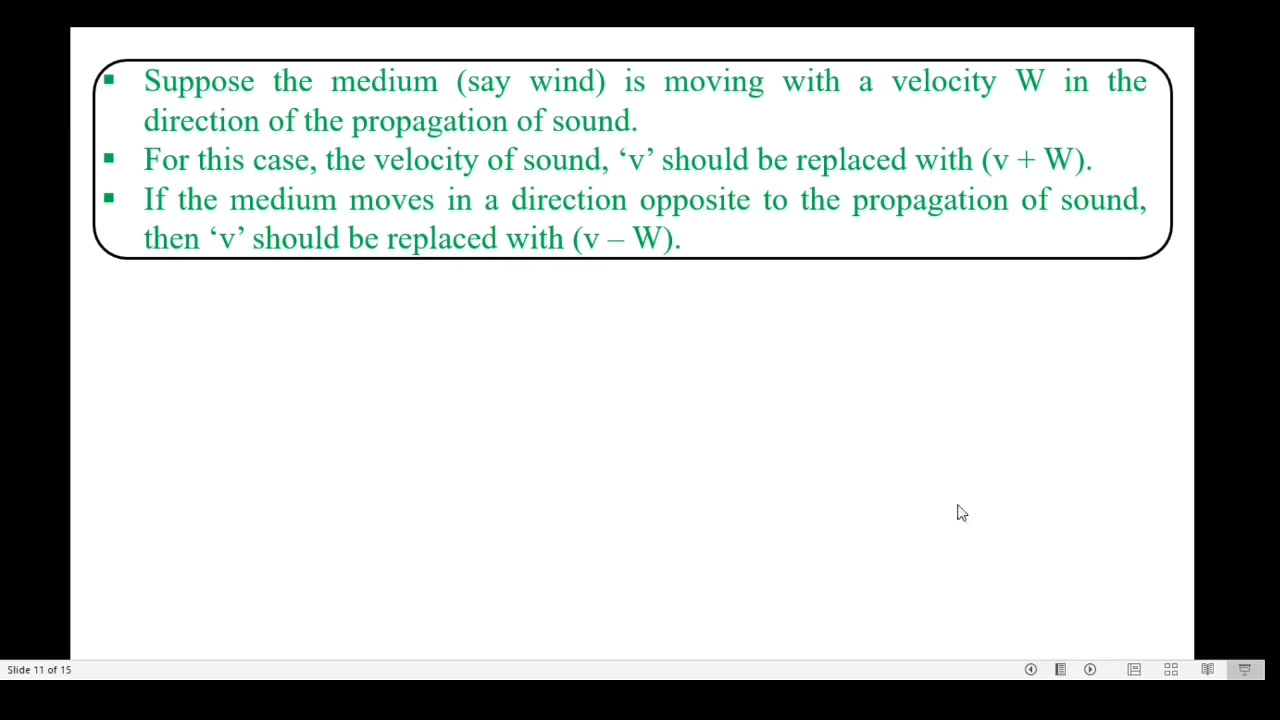 ▪ Suppose the medium (say wind) is moving with a velocity W in the
direction of the propagation of sound.
▪ For this case, the velocity of sound, ‘v’ should be replaced with (v + W).
▪ If the medium moves in a direction opposite to the propagation of sound,
then ‘v’ should be replaced with (v – W).
Slide 11 of 15